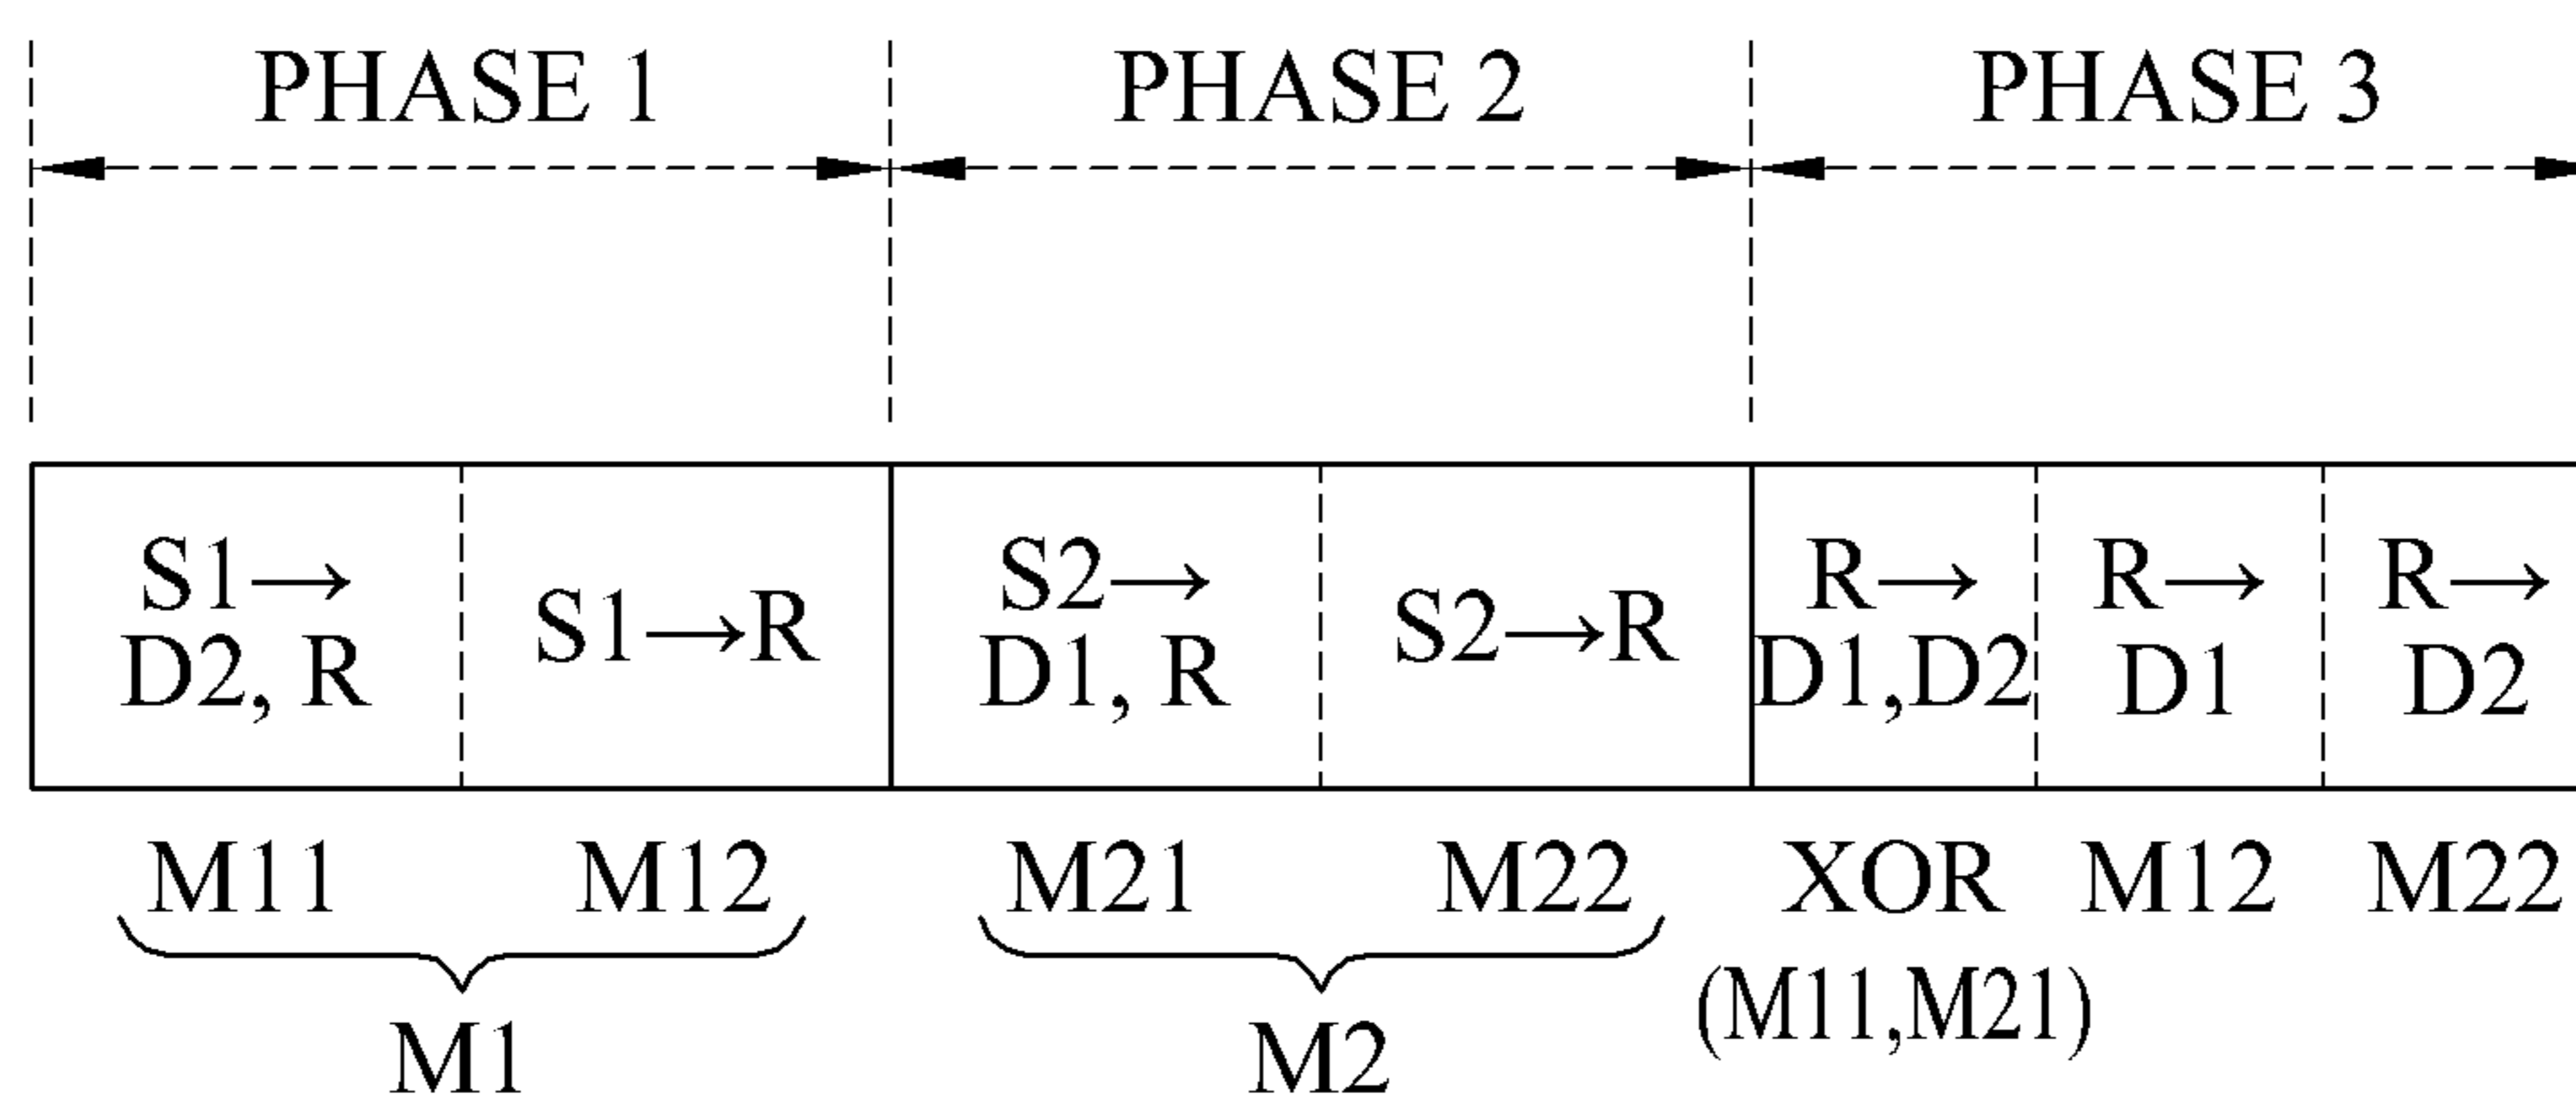 PHASE 1
PHASE 2
PHASE 3
S1→
D2, R
S1→R
S2→
D1, R
S2→R
R→
D1,D2
R→
D1
R→
D2
M11
M12
M21
M22
XOR
(M11,M21)
M12
M22
M1
M2